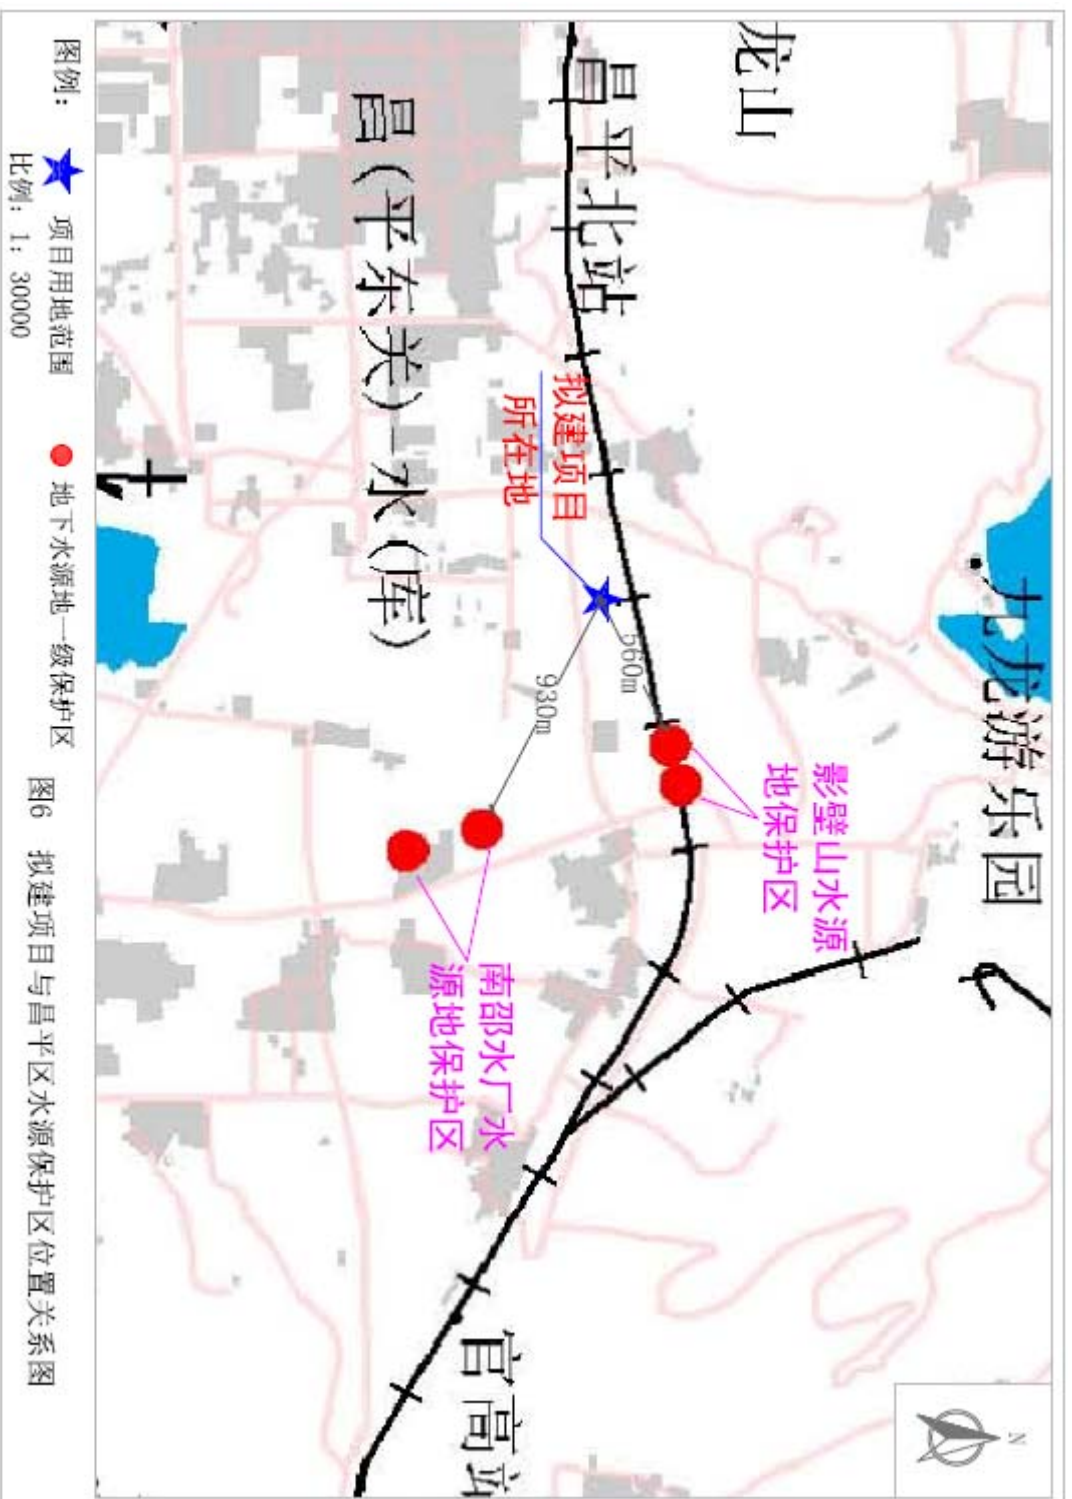 龙山
昌平北站
昌(平东关)-水(库)
拟建项目
所在地
九龙游乐园
560m
930m
影壁山水源
地保护区
南邵水厂水
源地保护区
官高站
N
图例:
项目用地范围
地下水源地一级保护区
比例: 1: 30000
图6 拟建项目与昌平区水源保护区位置关系图